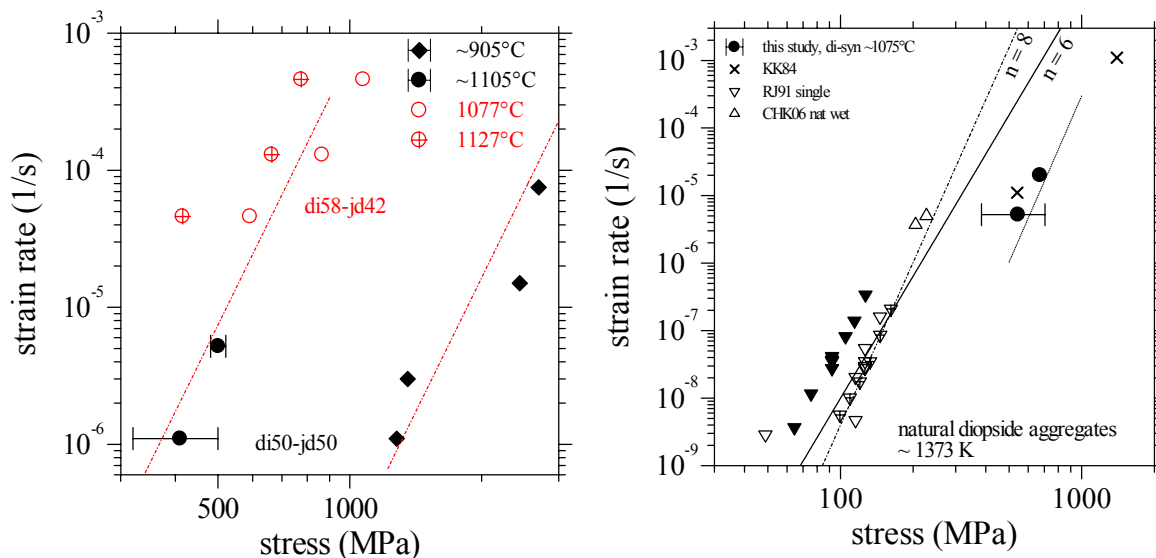 10⁻³
10⁻⁴
10⁻⁵
10⁻⁶
strain rate (1/s)
~905°C
~1105°C
1077°C
1127°C
di58-jd42
di50-jd50
500
1000
stress (MPa)
10⁻³
10⁻⁴
10⁻⁵
10⁻⁶
10⁻⁷
10⁻⁸
10⁻⁹
strain rate (1/s)
this study, di-syn ~1075°C
KK84
RJ91 single
CHK06 nat wet
n = 8
n = 6
natural diopside aggregates
~ 1373 K
100
1000
stress (MPa)